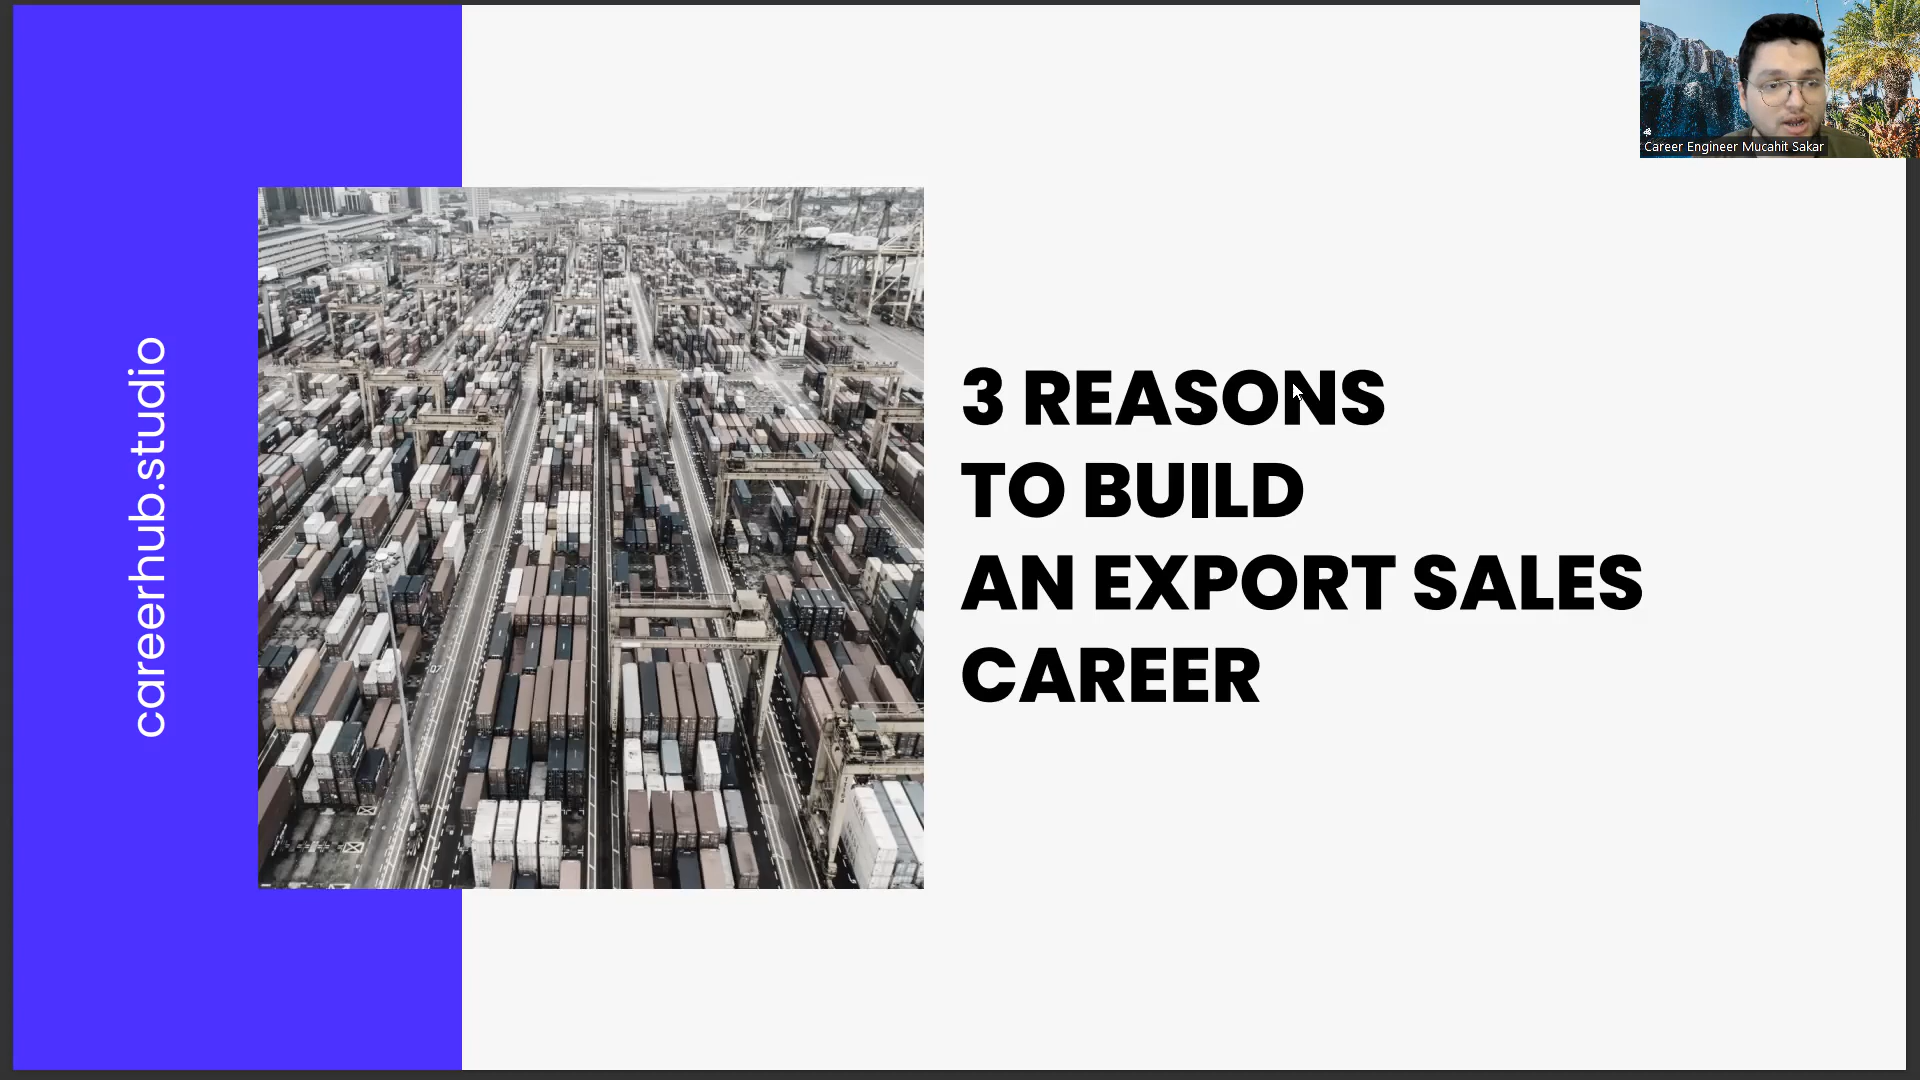 careerhub.studio
3 REASONS
TO BUILD
AN EXPORT SALES
CAREER
Career Engineer Mucahit Sakar